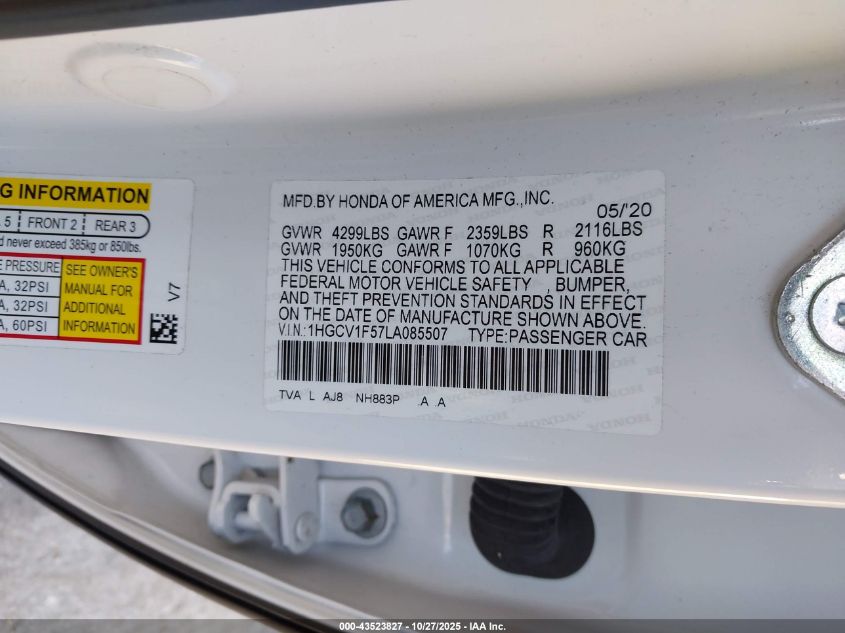 G INFORMATION
5 FRONT 2 REAR 3
d never exceed 385kg or 850lbs.
E PRESSURE
A, 32PSI
A, 32PSI
A, 60PSI
SEE OWNER'S
MANUAL FOR
ADDITIONAL
INFORMATION
V7
MFD.BY HONDA OF AMERICA MFG.,INC.
05/'20
GVWR 4299LBS GAWR F 2359LBS R 2116LBS
GVWR 1950KG GAWR F 1070KG R 960KG
THIS VEHICLE CONFORMS TO ALL APPLICABLE
FEDERAL MOTOR VEHICLE SAFETY , BUMPER,
AND THEFT PREVENTION STANDARDS IN EFFECT
ON THE DATE OF MANUFACTURE SHOWN ABOVE.
V.I.N.:1HGCV1F57LA085507 TYPE:PASSENGER CAR
TVA L AJ8 NH883P .A .A
000-43523827 - 10/27/2025 - IAA Inc.